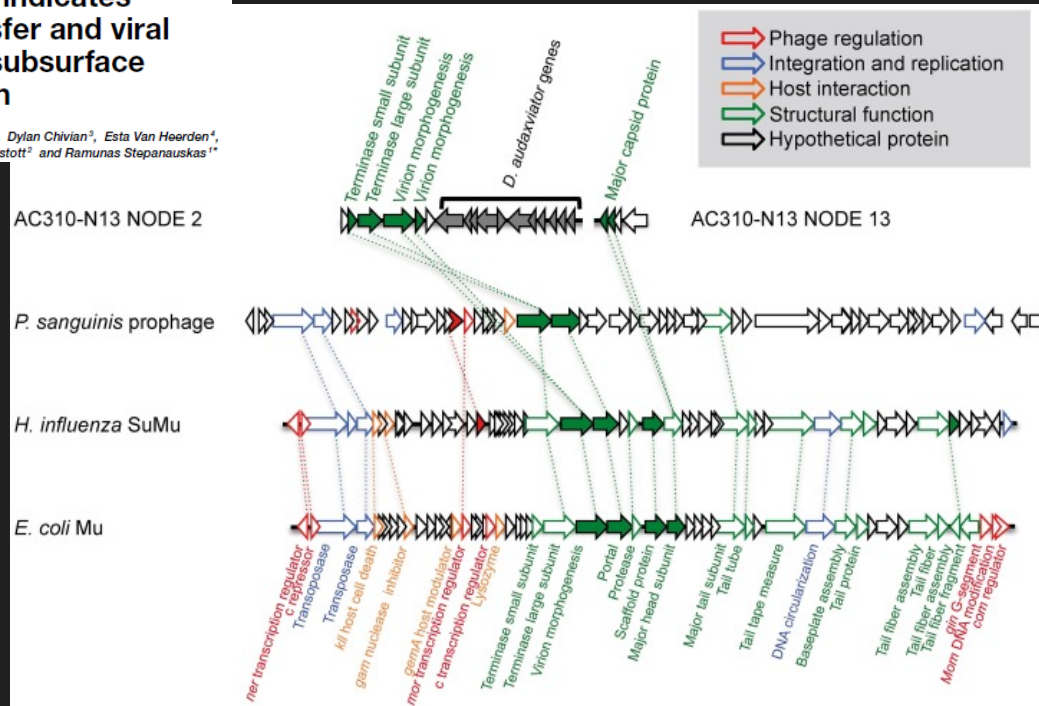 indicates
sfer and viral
subsurface
n
Dylan Chivian³, Esta Van Heerden⁴,
stott² and Ramunas Stepanauskas¹*
Phage regulation
Integration and replication
Host interaction
Structural function
Hypothetical protein
Terminase small subunit
Terminase large subunit
Virion morphogenesis
Virion morphogenesis
D. audaxviator genes
Major capsid protein
AC310-N13 NODE 2
AC310-N13 NODE 13
P. sanguinis prophage
H. influenza SuMu
E. coli Mu
ner transcription regulator
c repressor
Transoposase
Transposase
kil host cell death
gam nuclease inhibitor
gemA host modulator
mor transcription regulator
c transcription regulator
Lysozyme
Terminase small subunit
Terminase large subunit
Virion morphogenesis
Portal
Protease
Scaffold protein
Major head subunit
Major tail subunit
Tail tube
Tail tape measure
DNA circularization
Baseplate assembly
Tail protein
Tail fiber assembly
Tail fiber
Tail fiber assembly
Tail fiber fragment
gin G-segment
Mom DNA modification
com regulator